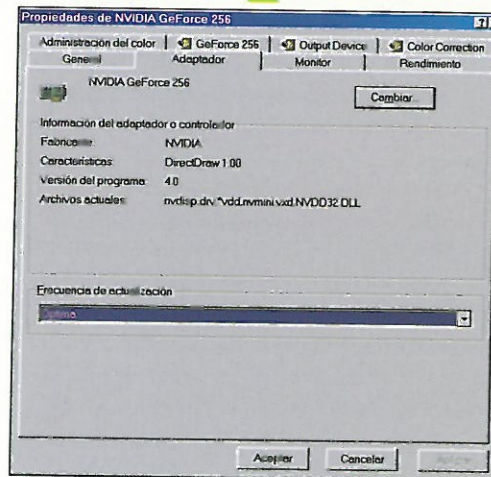 Propiedades de NVIDIA GeForce 256
Administración del color GeForce 256 Output Device Color Correction
General Adaptador Monitor Rendimiento
NVIDIA GeForce 256
Cambiar...
Información del adaptador o controlador
Fabricante: NVIDIA
Características: DirectDraw 1.00
Versión del programa: 4.0
Archivos actuales: nvdisp.drv,*vdd,nvmini.vxd,NVDD32.DLL
Frecuencia de actualización
Óptima
Aceptar Cancelar Aplicar